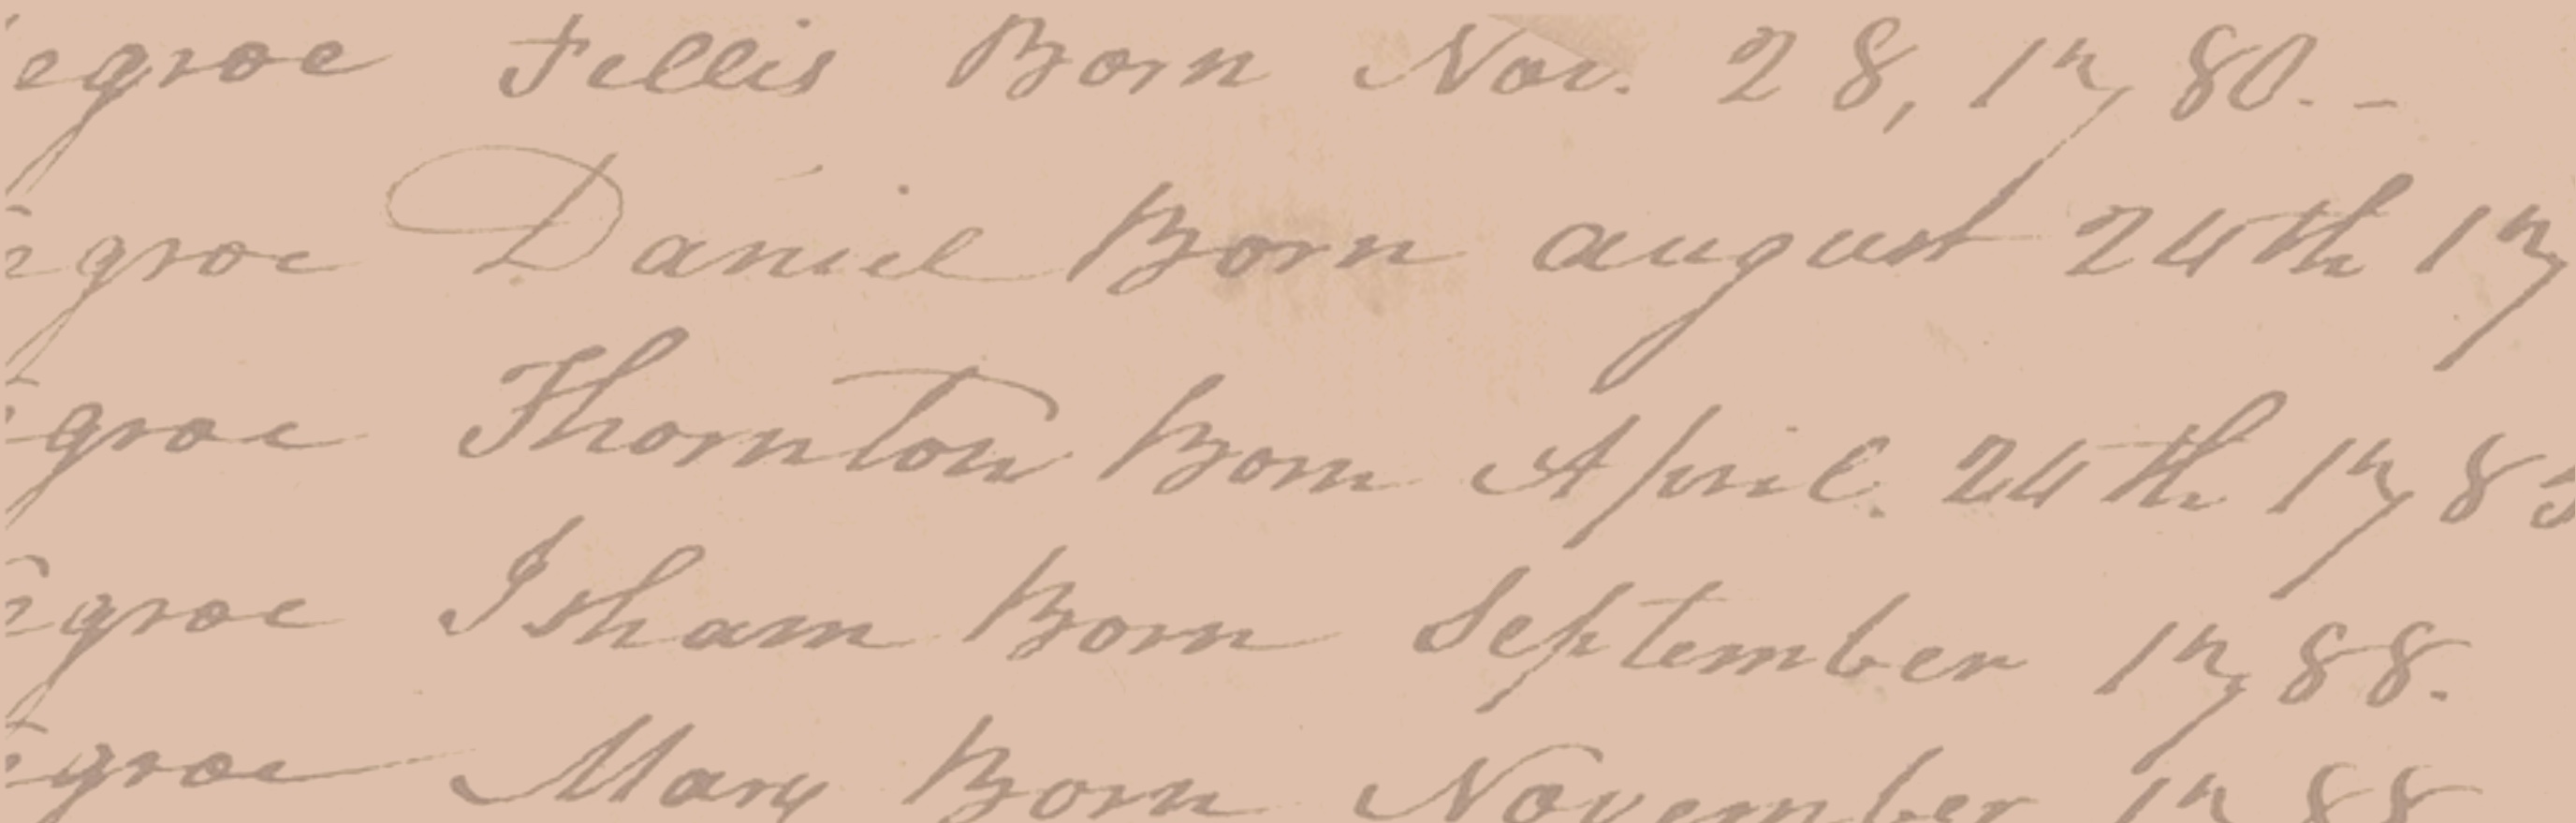 egroe Fillis Born Nov. 28, 1780. -
egroe Daniel Born august 24th 17
egroe Thornton Born April 24th 178
egroe Isham Born September 1788.
egroe Mary Born November 1788